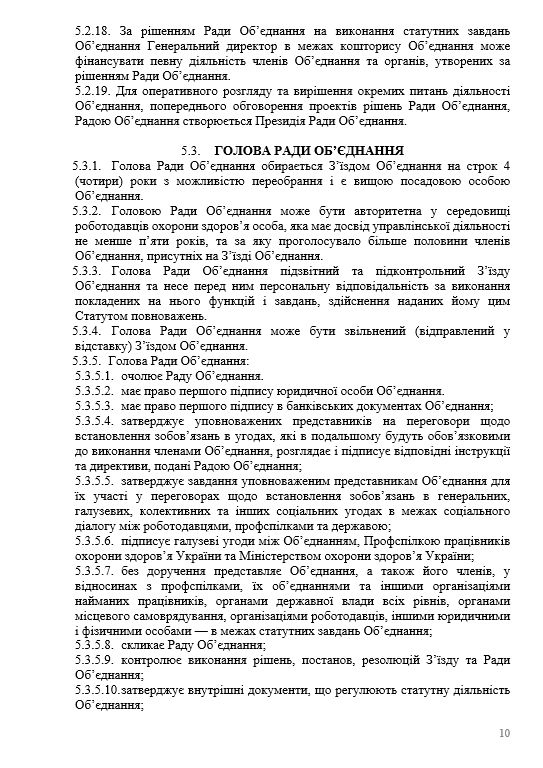 5.2.18. За рішенням Ради Об’єднання на виконання статутних завдань
Об’єднання Генеральний директор в межах кошторису Об’єднання може
фінансувати певну діяльність членів Об’єднання та органів, утворених за
рішенням Ради Об’єднання.
5.2.19. Для оперативного розгляду та вирішення окремих питань діяльності
Об’єднання, попереднього обговорення проектів рішень Ради Об’єднання,
Радою Об’єднання створюється Президія Ради Об’єднання.
5.3. ГОЛОВА РАДИ ОБ’ЄДНАННЯ
5.3.1. Голова Ради Об’єднання обирається З’їздом Об’єднання на строк 4
(чотири) роки з можливістю переобрання і є вищою посадовою особою
Об’єднання.
5.3.2. Головою Ради Об’єднання може бути авторитетна у середовищі
роботодавців охорони здоров’я особа, яка має досвід управлінської діяльності
не менше п’яти років, та за яку проголосувало більше половини членів
Об’єднання, присутніх на З’їзді Об’єднання.
5.3.3. Голова Ради Об’єднання підзвітний та підконтрольний З’їзду
Об’єднання та несе перед ним персональну відповідальність за виконання
покладених на нього функцій і завдань, здійснення наданих йому цим
Статутом повноважень.
5.3.4. Голова Ради Об’єднання може бути звільнений (відправлений у
відставку) З’їздом Об’єднання.
5.3.5. Голова Ради Об’єднання:
5.3.5.1. очолює Раду Об’єднання.
5.3.5.2. має право першого підпису юридичної особи Об’єднання.
5.3.5.3. має право першого підпису в банківських документах Об’єднання;
5.3.5.4. затверджує уповноважених представників на переговори щодо
встановлення зобов’язань в угодах, які в подальшому будуть обов’язковими
до виконання членами Об’єднання, розглядає і підписує відповідні інструкції
та директиви, подані Радою Об’єднання;
5.3.5.5. затверджує завдання уповноваженим представникам Об’єднання для
їх участі у переговорах щодо встановлення зобов’язань в генеральних,
галузевих, колективних та інших соціальних угодах в межах соціального
діалогу між роботодавцями, профспілками та державою;
5.3.5.6. підписує галузеві угоди між Об’єднанням, Профспілкою працівників
охорони здоров’я України та Міністерством охорони здоров’я України;
5.3.5.7. без доручення представляє Об’єднання, а також його членів, у
відносинах з профспілками, їх об’єднаннями та іншими організаціями
найманих працівників, органами державної влади всіх рівнів, органами
місцевого самоврядування, організаціями роботодавців, іншими юридичними
і фізичними особами — в межах статутних завдань Об’єднання;
5.3.5.8. скликає Раду Об’єднання;
5.3.5.9. контролює виконання рішень, постанов, резолюцій З’їзду та Ради
Об’єднання;
5.3.5.10.затверджує внутрішні документи, що регулюють статутну діяльність
Об’єднання;
10